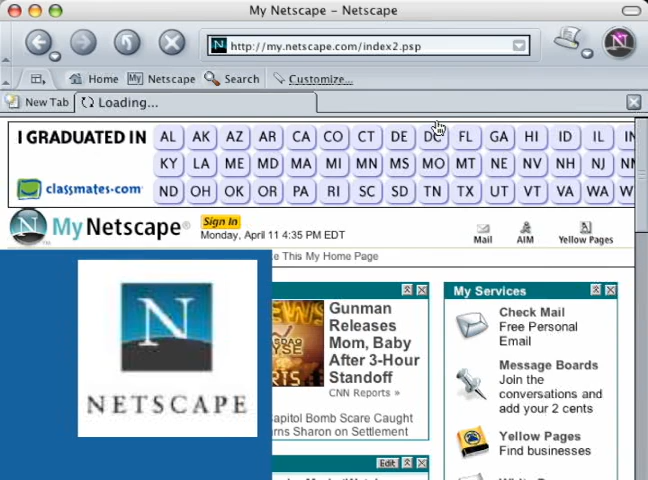 My Netscape - Netscape
http://my.netscape.com/index2.psp
Home My Netscape Search Customize...
New Tab Loading...
I GRADUATED IN
AL AK AZ AR CA CO CT DE DC FL GA HI ID IL IN
KY LA ME MD MA MI MN MS MO MT NE NV NH NJ
classmates.com
ND OH OK OR PA RI SC SD TN TX UT VT VA WA W
N My Netscape®
Sign In
Monday, April 11 4:35 PM EDT
Mail AIM Yellow Pages
e This My Home Page
N
NETSCAPE
Gunman
Releases
Mom, Baby
After 3-Hour
Standoff
CNN Reports »
apitol Bomb Scare Caught
rns Sharon on Settlement
Edit
My Services
Check Mail
Free Personal
Email
Message Boards
Join the
conversations and
add your 2 cents
Yellow Pages
Find businesses